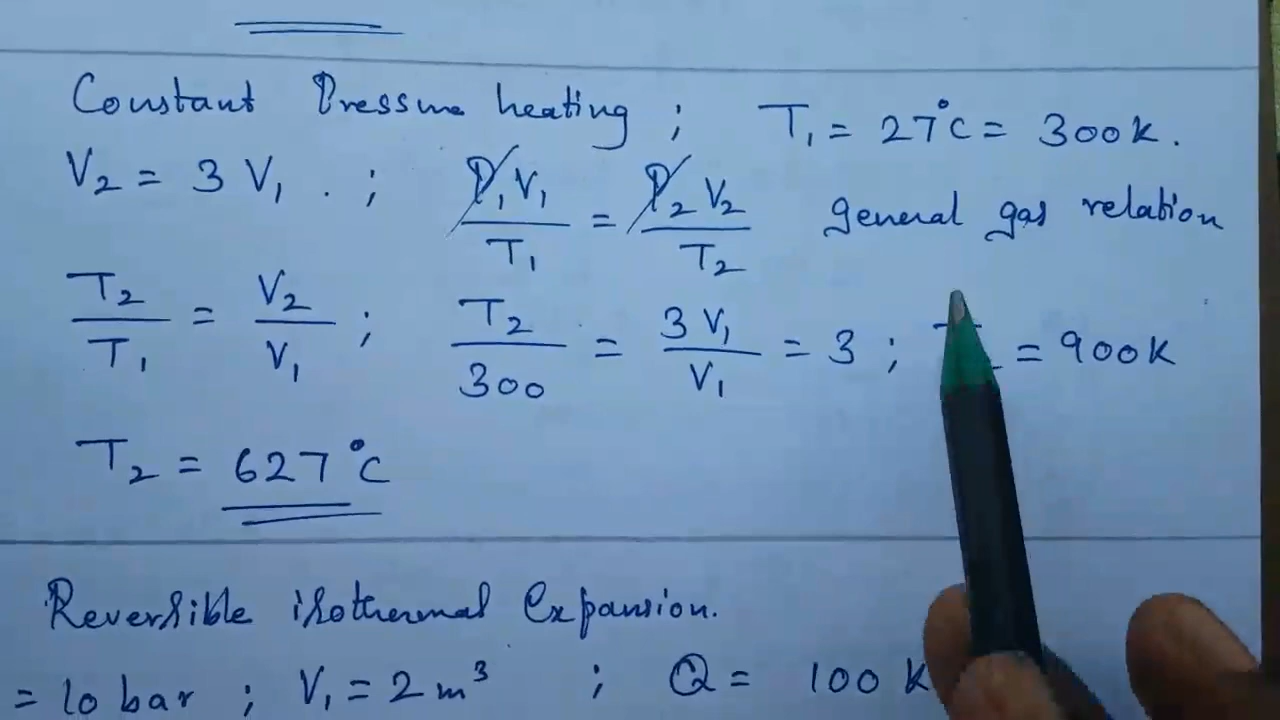 Constant Pressure heating ; T₁ = 27°C = 300K.
V₂ = 3 V₁ . ; P₁V₁/T₁ = P₂V₂/T₂ general gas relation
T₂/T₁ = V₂/V₁ ; T₂/300 = 3V₁/V₁ = 3 ; = 900K
T₂ = 627°C
Reversible isothermal Expansion.
= 10 bar ; V₁ = 2 m³ ; Q = 100 K